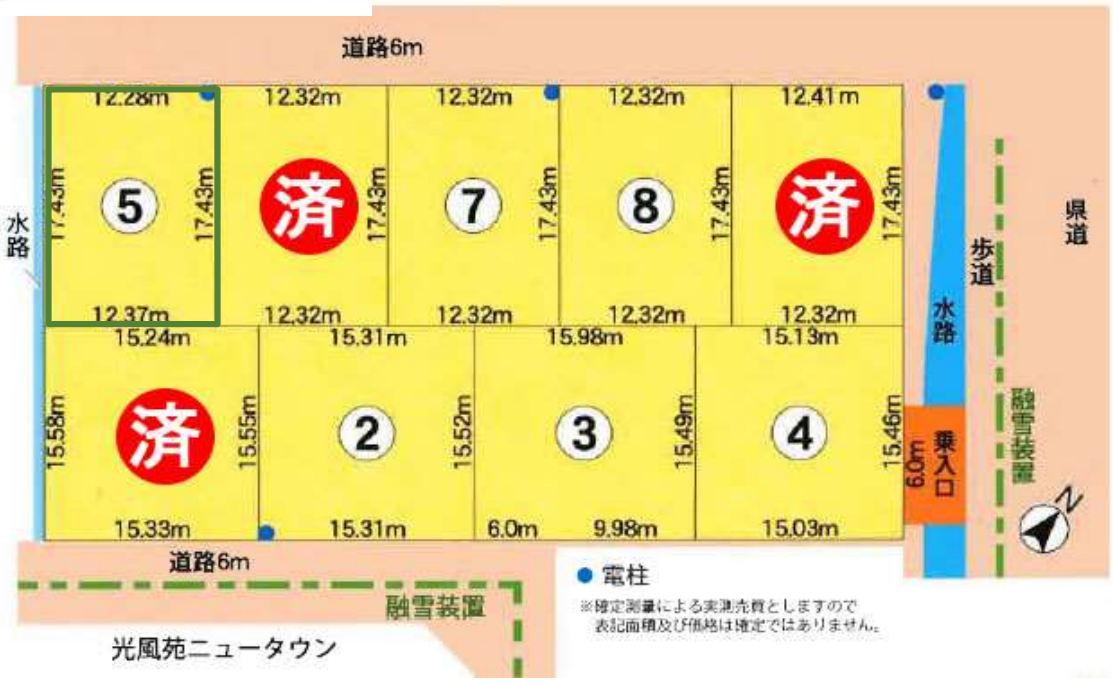 道路6m
12.28m 12.32m 12.32m 12.32m 12.41m
17.43m 5 17.43m 済 17.43m 7 17.43m 8 17.43m 済 17.43m
水路
県道
歩道
12.37m 12.32m 12.32m 12.32m 12.32m
15.24m 15.31m 15.98m 15.13m
水路
15.58m 済 15.55m 2 15.52m 3 15.49m 4 15.46m
6.0m 乗入口
融雪装置
N
15.33m 15.31m 6.0m 9.98m 15.03m
道路6m
融雪装置
光風苑ニュータウン
電柱
※確定測量による実測売買としますので
表記面積及び価格は確定ではありません。